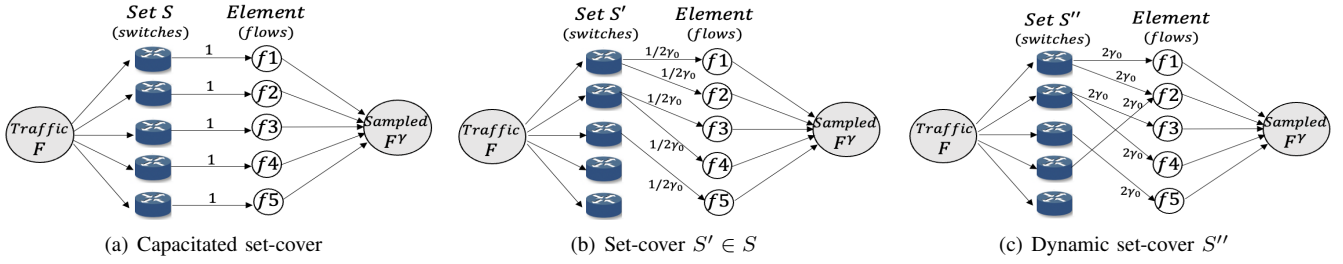 Set S
(switches)
Element
(flows)
Traffic
F
1
1
1
1
1
f1
f2
f3
f4
f5
Sampled
F^γ
(a) Capacitated set-cover
Set S′
(switches)
Element
(flows)
Traffic
F
1/2γ₀
1/2γ₀
1/2γ₀
1/2γ₀
1/2γ₀
f1
f2
f3
f4
f5
Sampled
F^γ
(b) Set-cover S′ ∈ S
Set S′′
(switches)
Element
(flows)
Traffic
F
2γ₀
2γ₀
2γ₀
2γ₀
2γ₀
2γ₀
f1
f2
f3
f4
f5
Sampled
F^γ
(c) Dynamic set-cover S′′